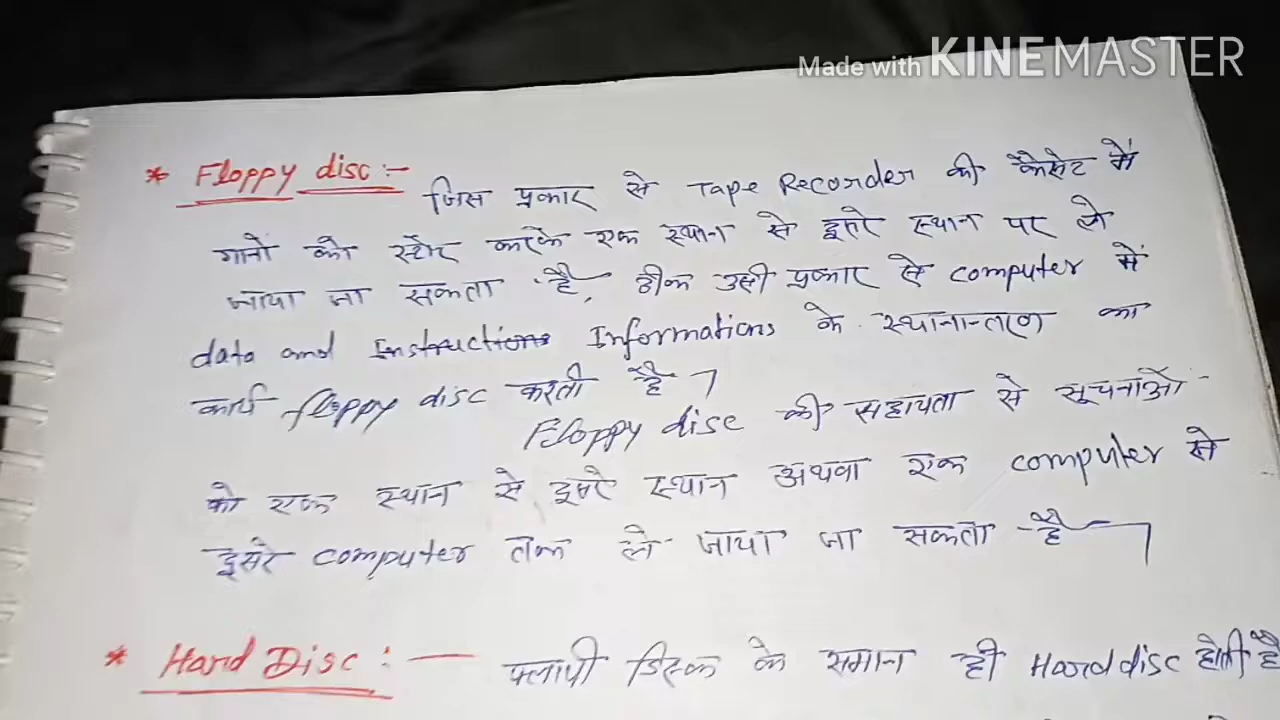 Made with KINEMASTER
* Floppy disc :- जिस प्रकार से Tape Recorder की कैसेट में
गानो को स्टोर करके एक स्थान से दूसरे स्थान पर ले
जाया जा सकता है, ठीक उसी प्रकार से computer में
data and Instructions Informations के स्थानान्तरण का
कार्य floppy disc करती है ।
Floppy disc की सहायता से सूचनाओं
को एक स्थान से दूसरे स्थान अथवा एक computer से
दूसरे computer तक ले जाया जा सकता है ।
* Hard Disc : — फ्लापी डिस्क के समान ही Hard disc होती है